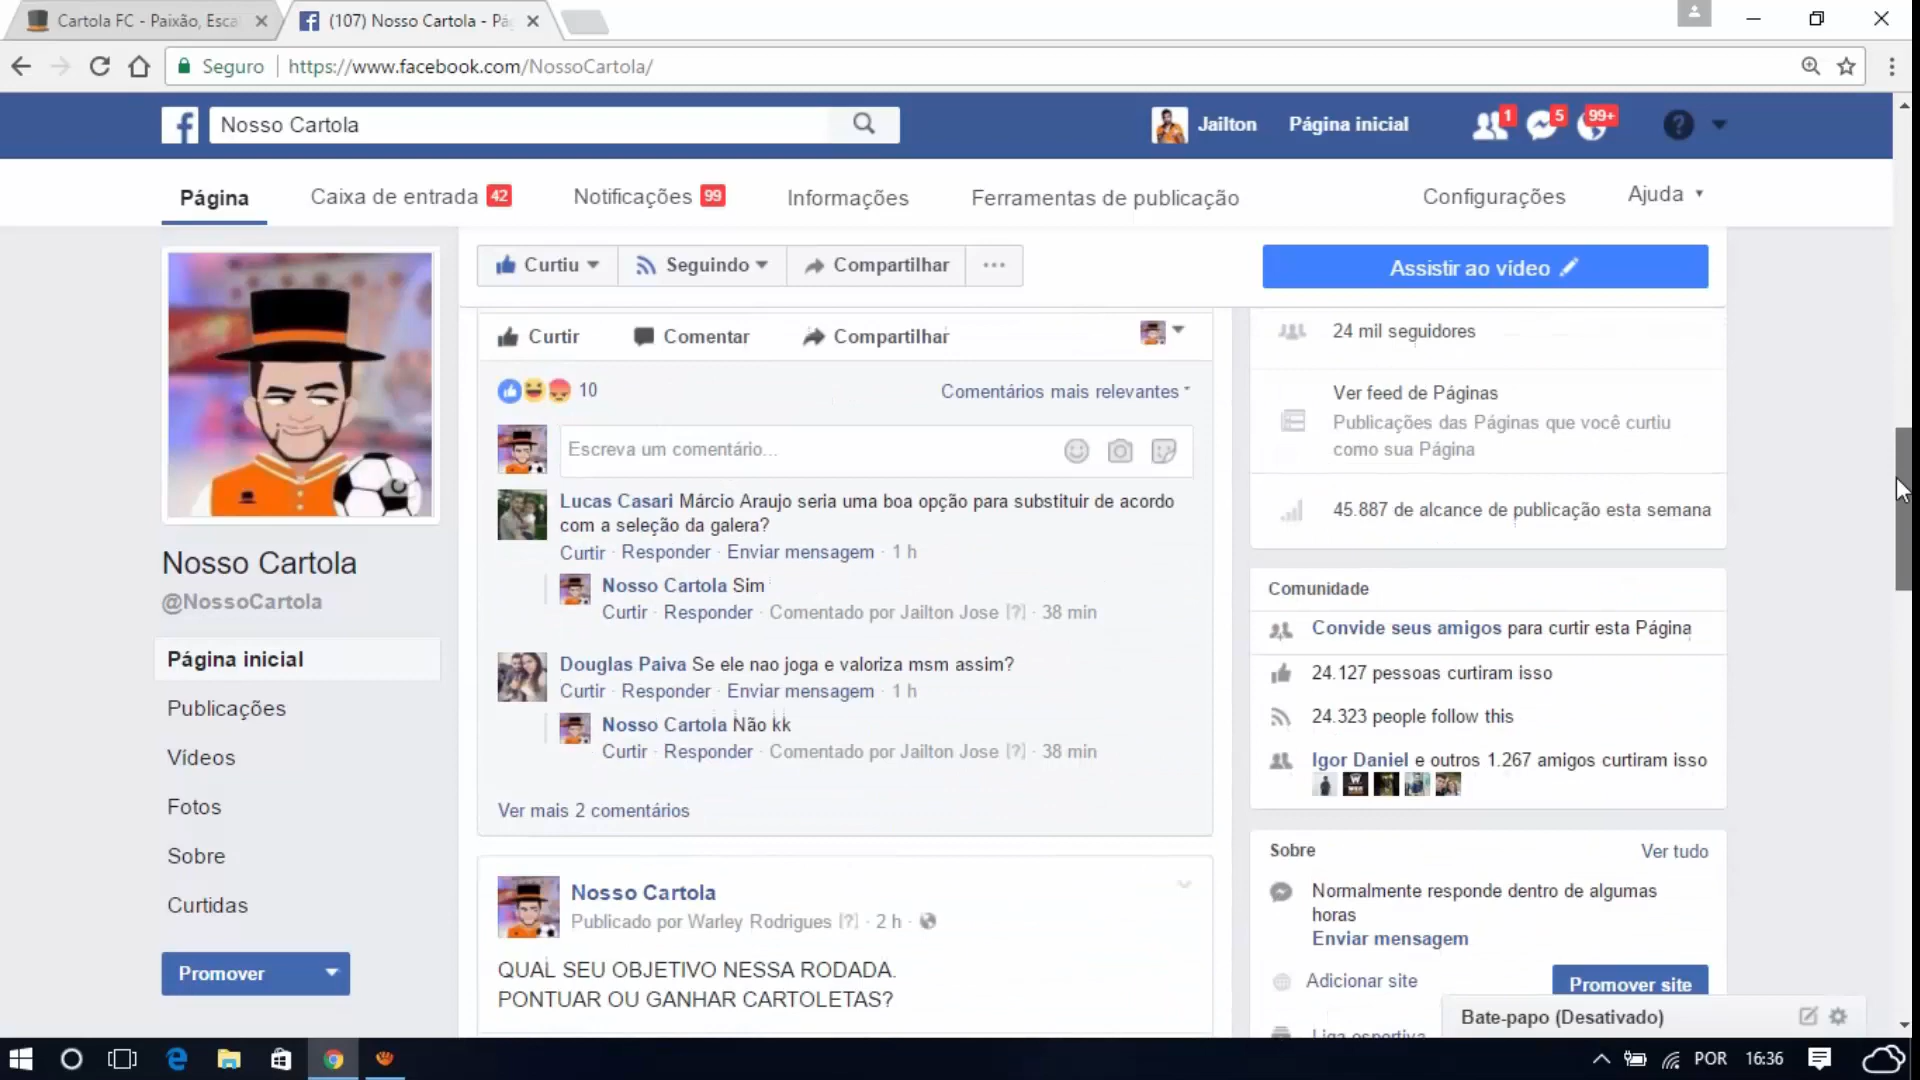 Cartola FC - Paixão, Esca
(107) Nosso Cartola - Pág
Seguro
https://www.facebook.com/NossoCartola/
Nosso Cartola
Jailton
Página inicial
1
5
99+
Página
Caixa de entrada 42
Notificações 99
Informações
Ferramentas de publicação
Configurações
Ajuda
Curtiu
Seguindo
Compartilhar
Assistir ao vídeo
Curtir
Comentar
Compartilhar
10
Comentários mais relevantes
Escreva um comentário...
Lucas Casari Márcio Araujo seria uma boa opção para substituir de acordo
com a seleção da galera?
Curtir · Responder · Enviar mensagem · 1 h
Nosso Cartola Sim
Curtir · Responder · Comentado por Jailton Jose [?] · 38 min
Douglas Paiva Se ele nao joga e valoriza msm assim?
Curtir · Responder · Enviar mensagem · 1 h
Nosso Cartola Não kk
Curtir · Responder · Comentado por Jailton Jose [?] · 38 min
Ver mais 2 comentários
Nosso Cartola
Publicado por Warley Rodrigues [?] · 2 h ·
QUAL SEU OBJETIVO NESSA RODADA.
PONTUAR OU GANHAR CARTOLETAS?
Nosso Cartola
@NossoCartola
Página inicial
Publicações
Vídeos
Fotos
Sobre
Curtidas
Promover
24 mil seguidores
Ver feed de Páginas
Publicações das Páginas que você curtiu
como sua Página
45.887 de alcance de publicação esta semana
Comunidade
Convide seus amigos para curtir esta Página
24.127 pessoas curtiram isso
24.323 people follow this
Igor Daniel e outros 1.267 amigos curtiram isso
Sobre
Ver tudo
Normalmente responde dentro de algumas
horas
Enviar mensagem
Adicionar site
Promover site
Liga esportiva
Bate-papo (Desativado)
POR
16:36